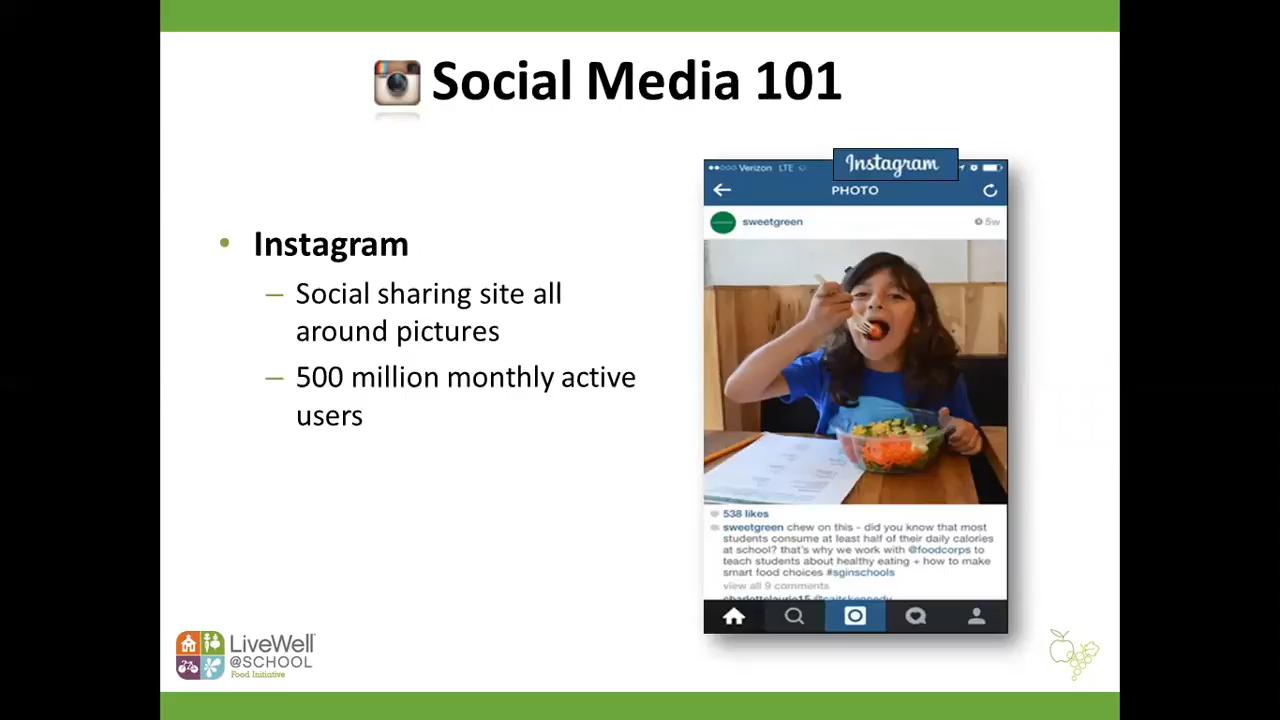 Social Media 101
• Instagram
– Social sharing site all
around pictures
– 500 million monthly active
users
Instagram
Verizon LTE
PHOTO
sweetgreen
5w
538 likes
sweetgreen chew on this - did you know that most
students consume at least half of their daily calories
at school? that's why we work with @foodcorps to
teach students about healthy eating + how to make
smart food choices #sginschools
view all 9 comments
charlottelaurie15 @caitskennedy
LiveWell
@SCHOOL
Food Initiative